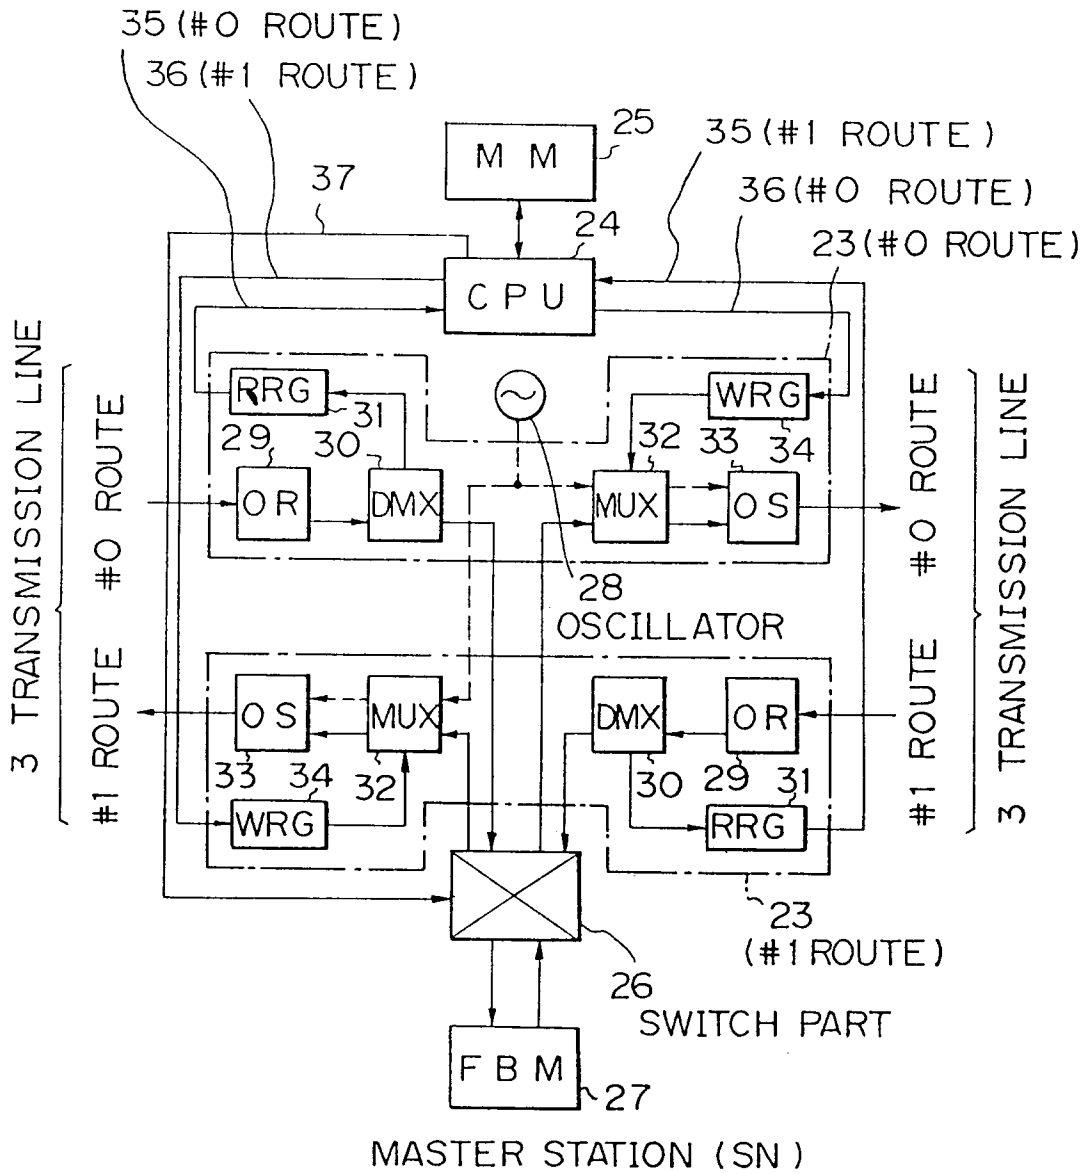 35 (#0 ROUTE)
36 (#1 ROUTE)
25
MM
35 (#1 ROUTE)
37
36 (#0 ROUTE)
24
23 (#0 ROUTE)
CPU
3 TRANSMISSION LINE
#0 ROUTE
#1 ROUTE
RRG
31
WRG
34
29
30
32
33
OR
DMX
MUX
OS
28
OSCILLATOR
#0 ROUTE
#1 ROUTE
3 TRANSMISSION LINE
OS
MUX
DMX
OR
33
34
32
30
29
31
WRG
RRG
23
(#1 ROUTE)
26
SWITCH PART
FBM
27
MASTER STATION (SN)